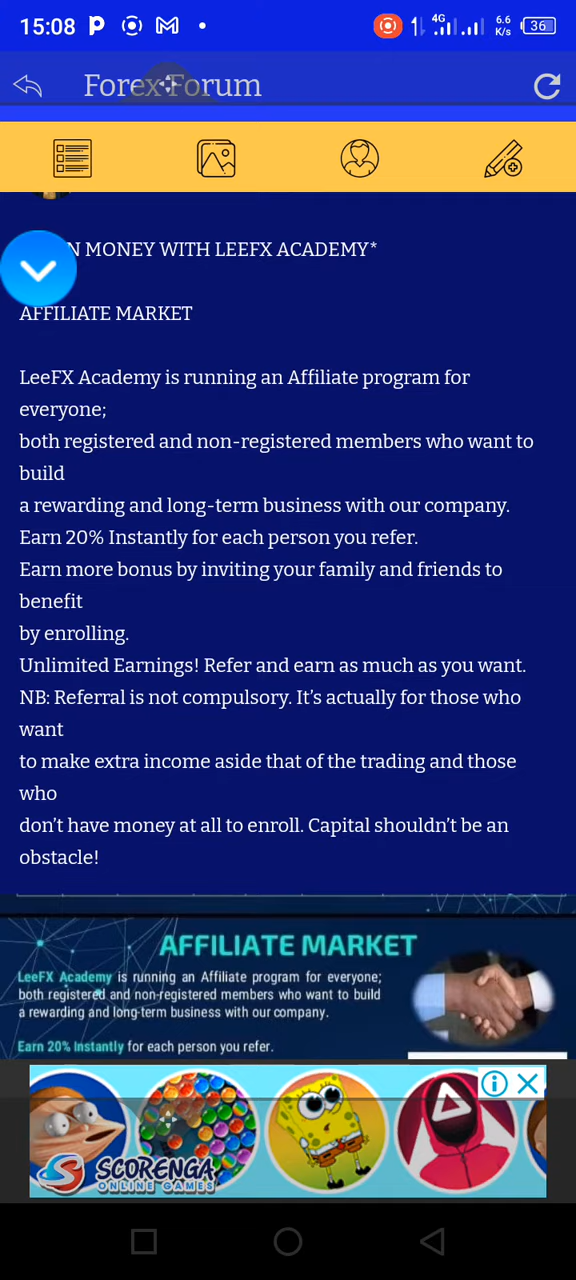 15:08
4G
6.6
K/s
36
Forex Forum
N MONEY WITH LEEFX ACADEMY*
AFFILIATE MARKET
LeeFX Academy is running an Affiliate program for
everyone;
both registered and non-registered members who want to
build
a rewarding and long-term business with our company.
Earn 20% Instantly for each person you refer.
Earn more bonus by inviting your family and friends to
benefit
by enrolling.
Unlimited Earnings! Refer and earn as much as you want.
NB: Referral is not compulsory. It’s actually for those who
want
to make extra income aside that of the trading and those
who
don’t have money at all to enroll. Capital shouldn’t be an
obstacle!
AFFILIATE MARKET
LeeFX Academy is running an Affiliate program for everyone;
both registered and non-registered members who want to build
a rewarding and long-term business with our company.
Earn 20% Instantly for each person you refer.
SCORENGA
ONLINE GAMES